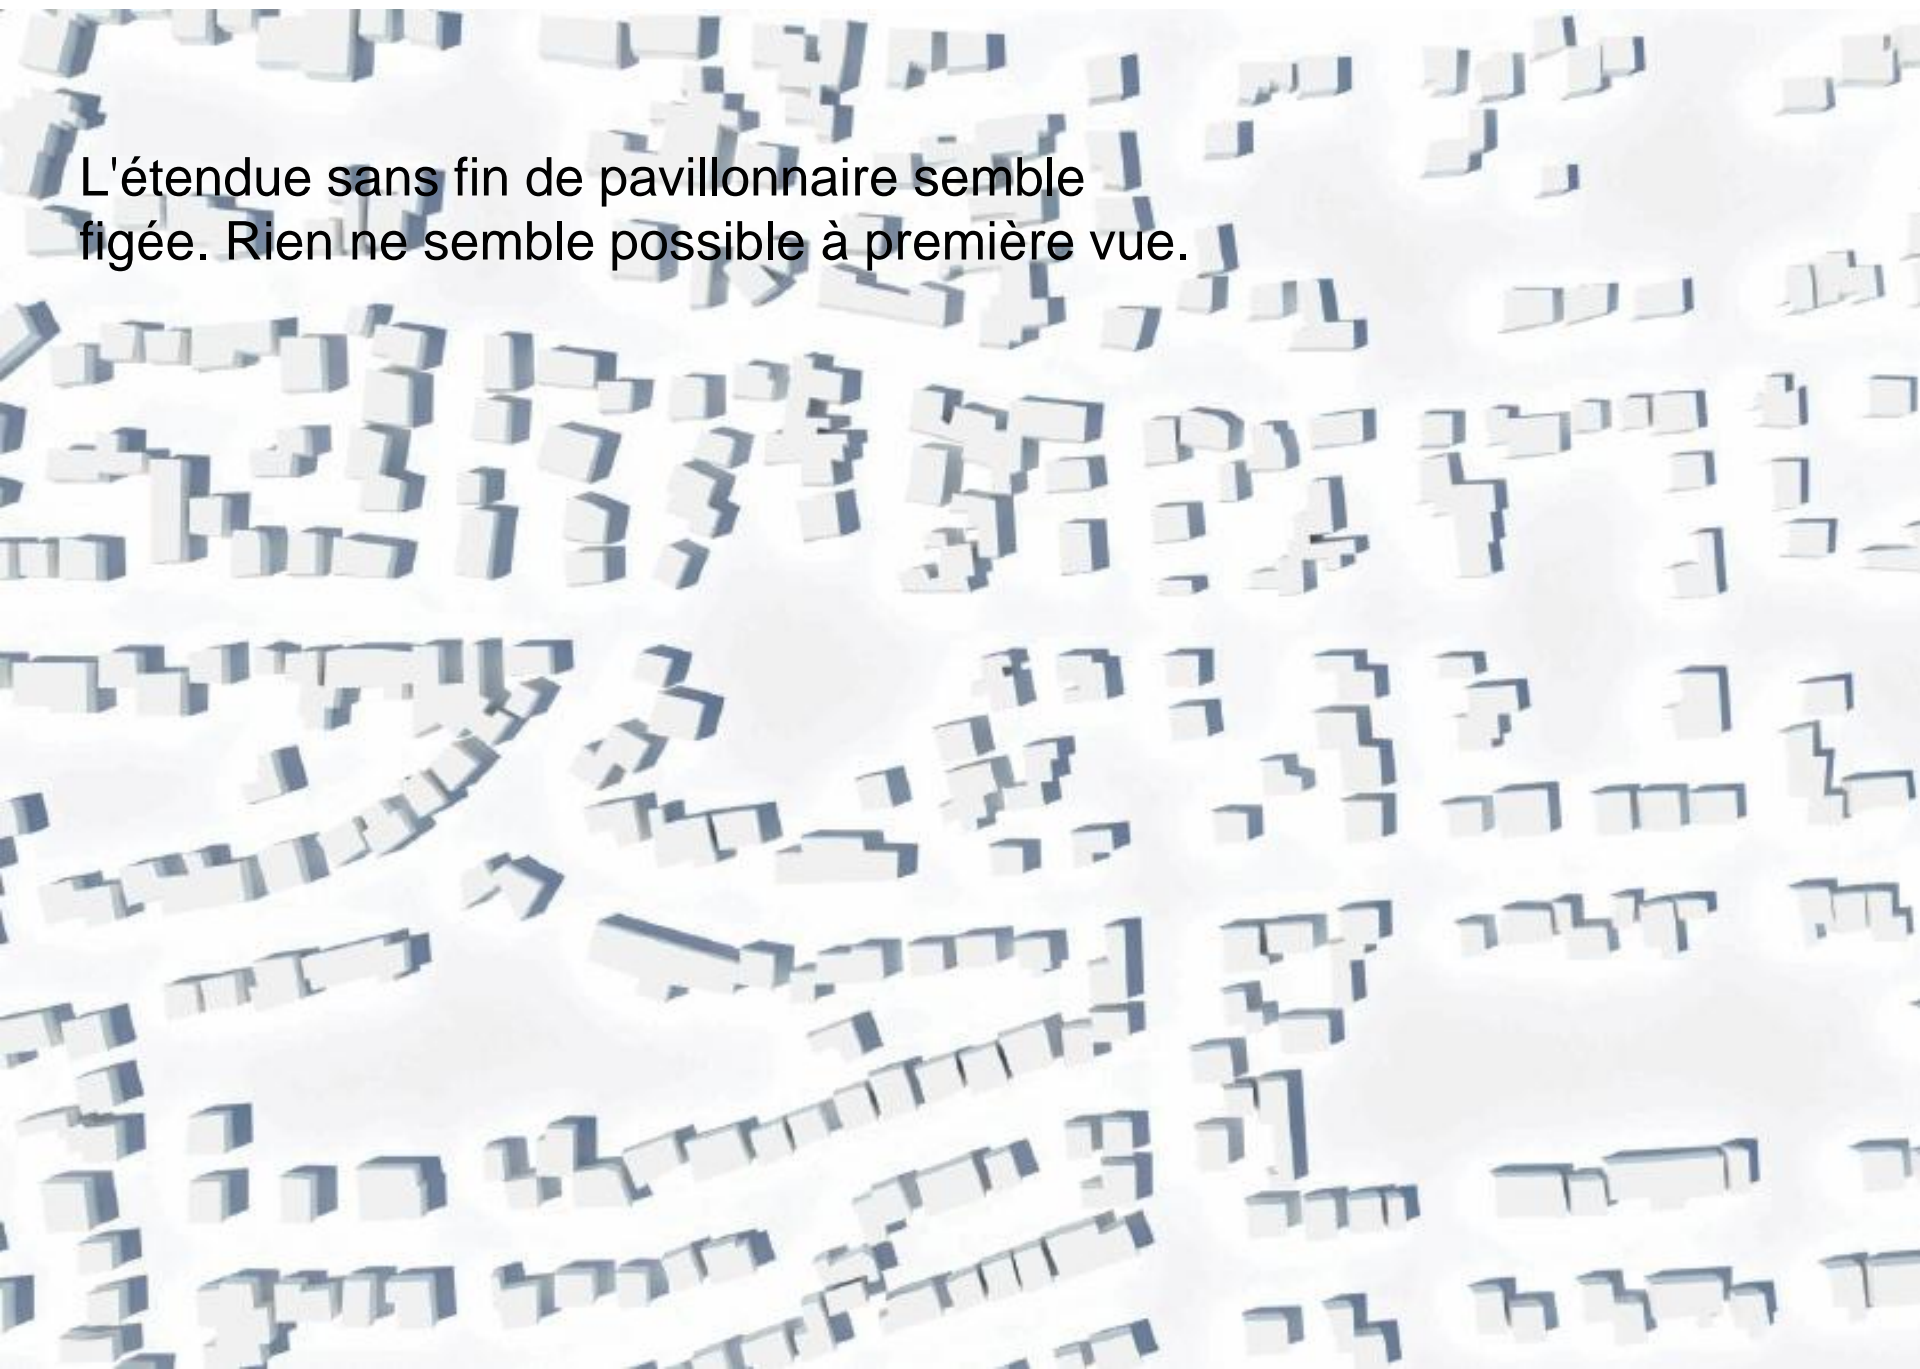 L'étendue sans fin de pavillonnaire semble
figée. Rien ne semble possible à première vue.